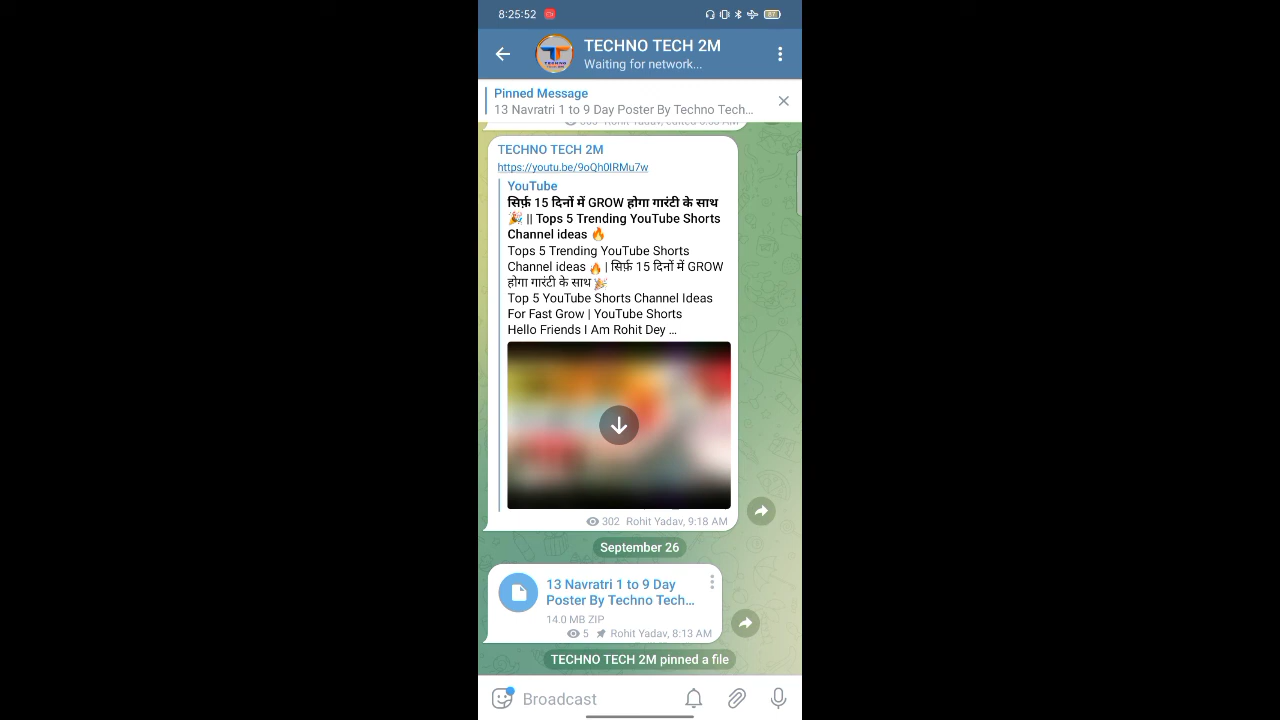 8:25:52
87
TECHNO TECH 2M
Waiting for network...
Pinned Message
13 Navratri 1 to 9 Day Poster By Techno Tech...
Rohit Yadav, edited
TECHNO TECH 2M
https://youtu.be/9oQh0IRMu7w
YouTube
सिर्फ़ 15 दिनों में GROW होगा गारंटी के साथ
🎉 || Tops 5 Trending YouTube Shorts
Channel ideas 🔥
Tops 5 Trending YouTube Shorts
Channel ideas 🔥 | सिर्फ़ 15 दिनों में GROW
होगा गारंटी के साथ 🎉
Top 5 YouTube Shorts Channel Ideas
For Fast Grow | YouTube Shorts
Hello Friends I Am Rohit Dey ...
302 Rohit Yadav, 9:18 AM
September 26
13 Navratri 1 to 9 Day
Poster By Techno Tech...
14.0 MB ZIP
5 Rohit Yadav, 8:13 AM
TECHNO TECH 2M pinned a file
Broadcast